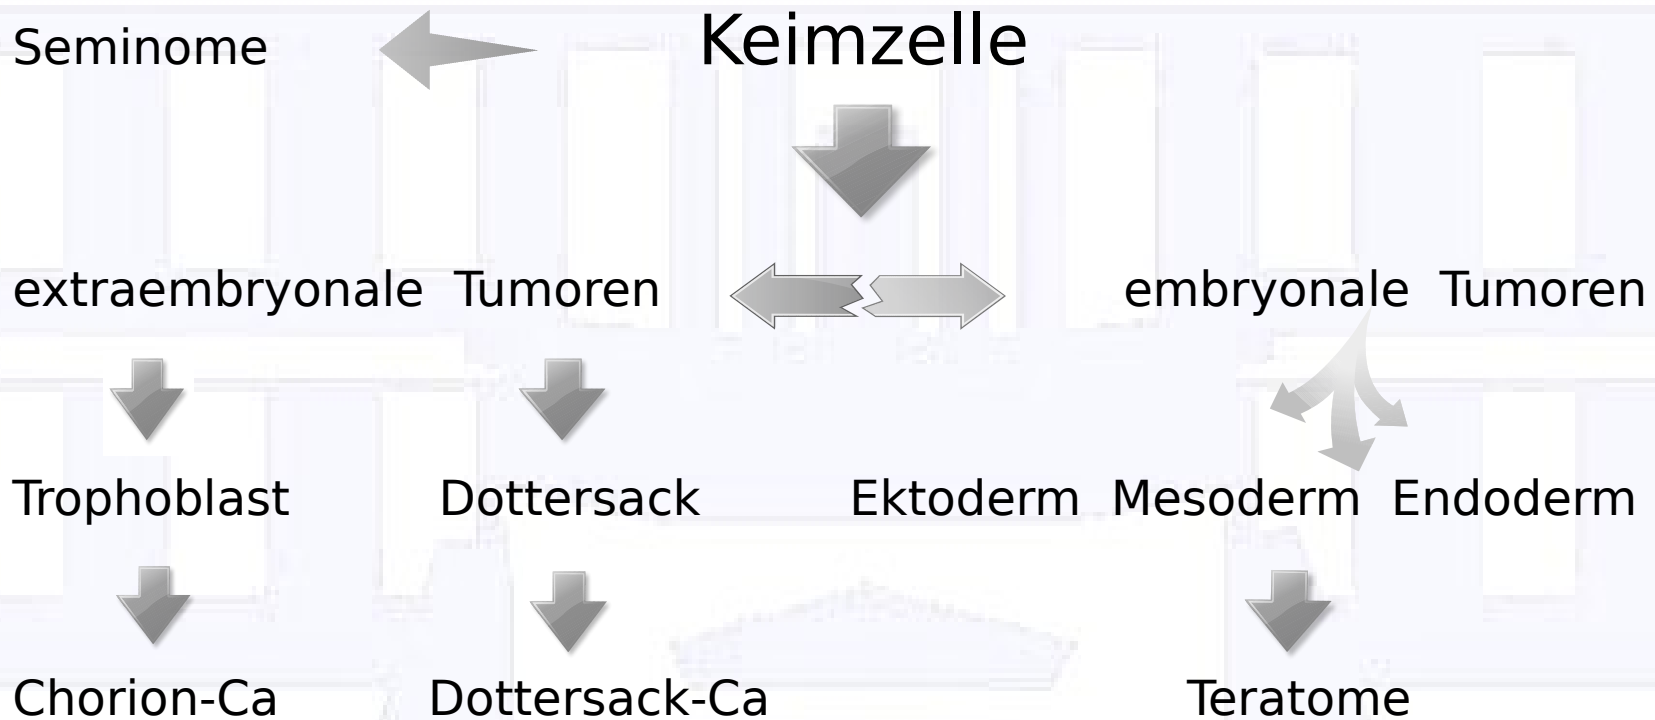 Seminome Keimzelle
extraembryonale Tumoren embryonale Tumoren
Trophoblast Dottersack Ektoderm Mesoderm Endoderm
Chorion-Ca Dottersack-Ca Teratome